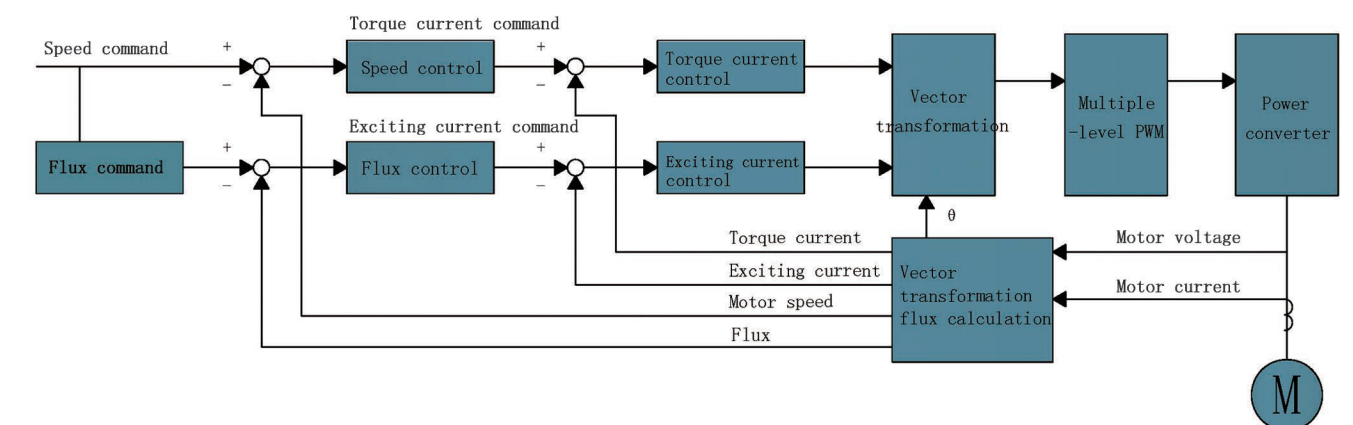 Torque current command
Speed command
+
−
Speed control
+
−
Torque current
control
Vector
transformation
Multiple
-level PWM
Power
converter
Exciting current command
Flux command
+
−
Flux control
+
−
Exciting current
control
θ
Torque current
Exciting current
Motor speed
Flux
Vector
transformation
flux calculation
Motor voltage
Motor current
M